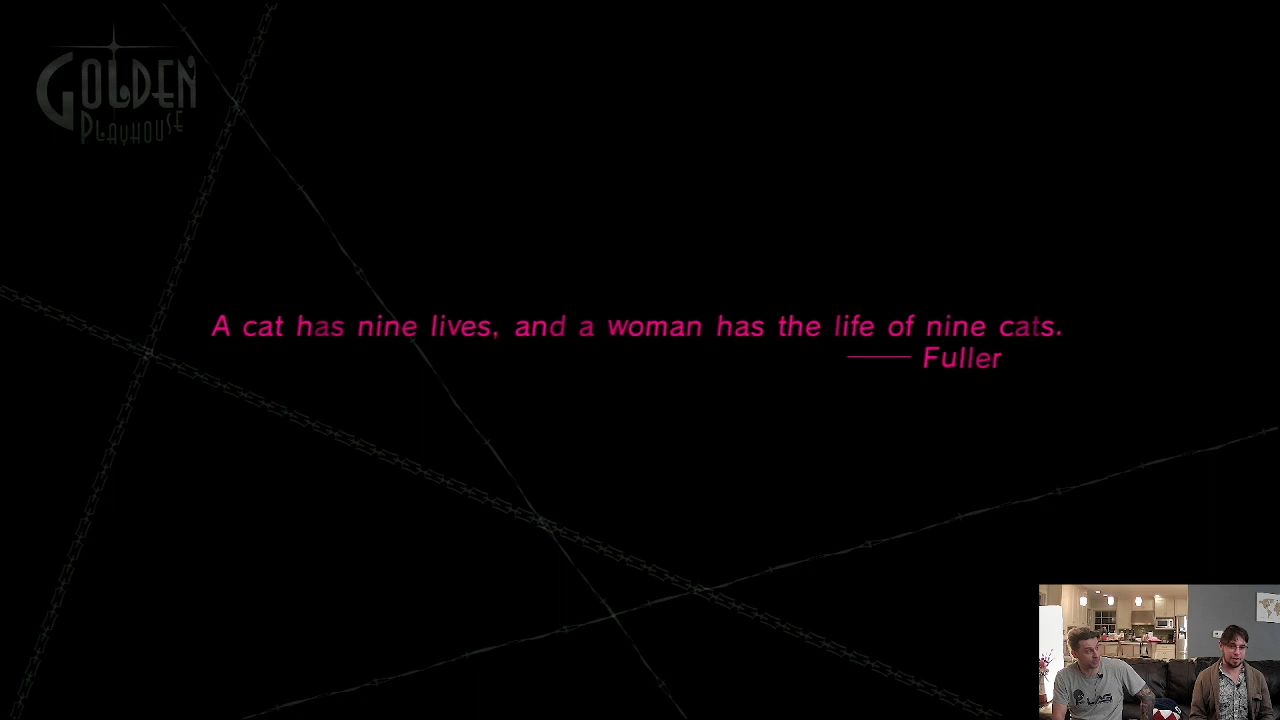 GOLDEN
PLAYHOUSE
A cat has nine lives, and a woman has the life of nine cats.
—— Fuller